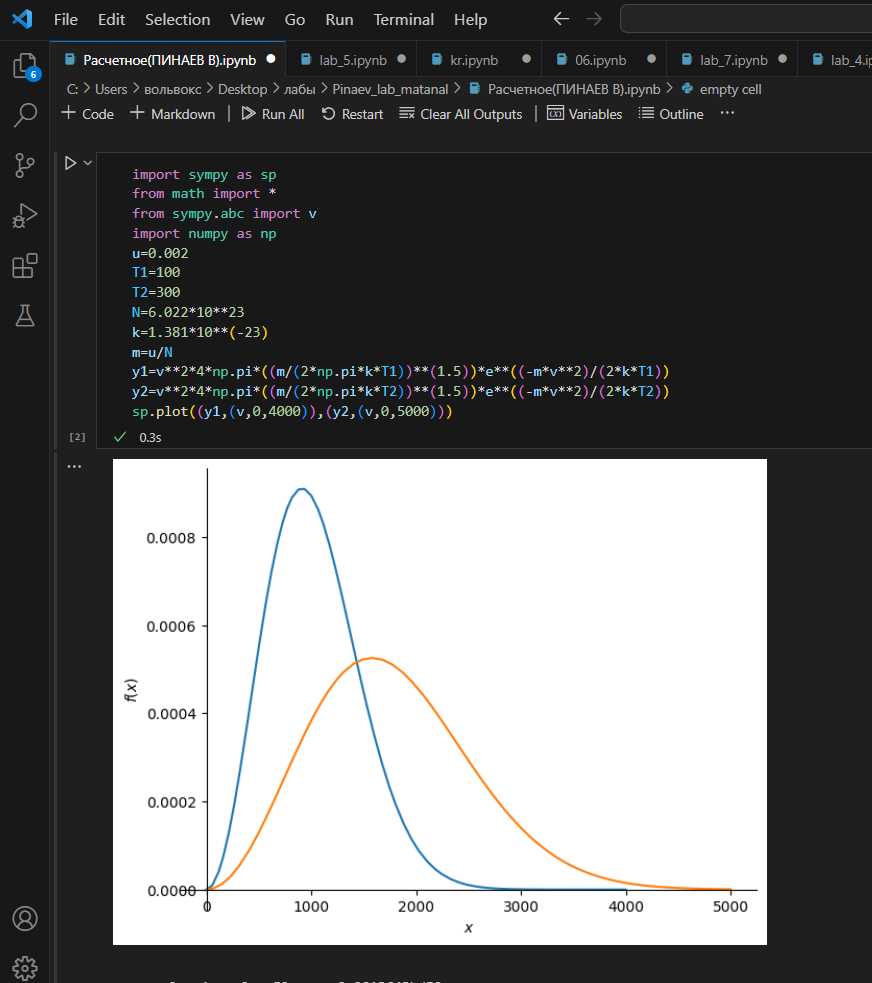 File Edit Selection View Go Run Terminal Help
Расчетное(ПИНАЕВ В).ipynb lab_5.ipynb kr.ipynb 06.ipynb lab_7.ipynb lab_4.ip
C: > Users > вольвокс > Desktop > лабы > Pinaev_lab_matanal > Расчетное(ПИНАЕВ В).ipynb > empty cell
+ Code + Markdown | Run All Restart Clear All Outputs | Variables Outline ...
6
import sympy as sp
from math import *
from sympy.abc import v
import numpy as np
u=0.002
T1=100
T2=300
N=6.022*10**23
k=1.381*10**(-23)
m=u/N
y1=v**2*4*np.pi*((m/(2*np.pi*k*T1))**(1.5))*e**((-m*v**2)/(2*k*T1))
y2=v**2*4*np.pi*((m/(2*np.pi*k*T2))**(1.5))*e**((-m*v**2)/(2*k*T2))
sp.plot((y1,(v,0,4000)),(y2,(v,0,5000)))
[2] 0.3s
...
0.0008
0.0006
0.0004
0.0002
0.0000
f(x)
0 1000 2000 3000 4000 5000
x